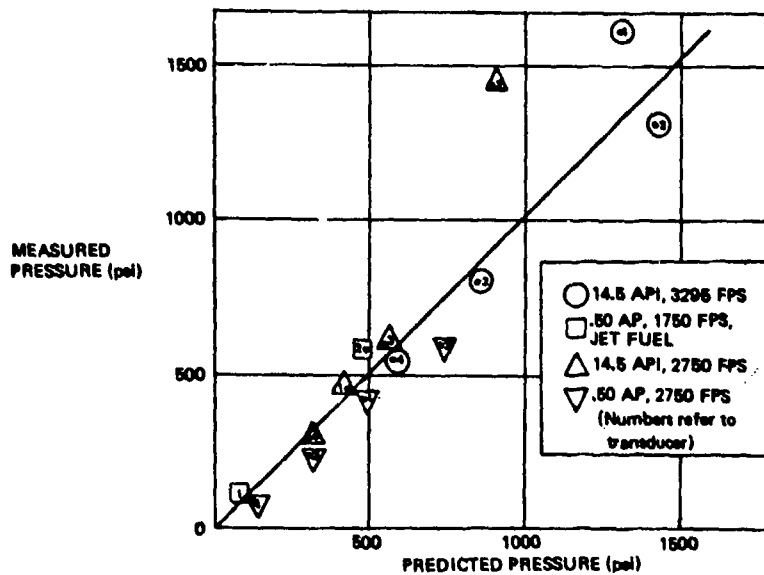 1500
1000
MEASURED
PRESSURE (psi)
500
0
500
1000
1500
PREDICTED PRESSURE (psi)
14.5 API, 3295 FPS
.50 AP, 1750 FPS,
JET FUEL
14.5 API, 2750 FPS
.50 AP, 2750 FPS
(Numbers refer to
transducer)